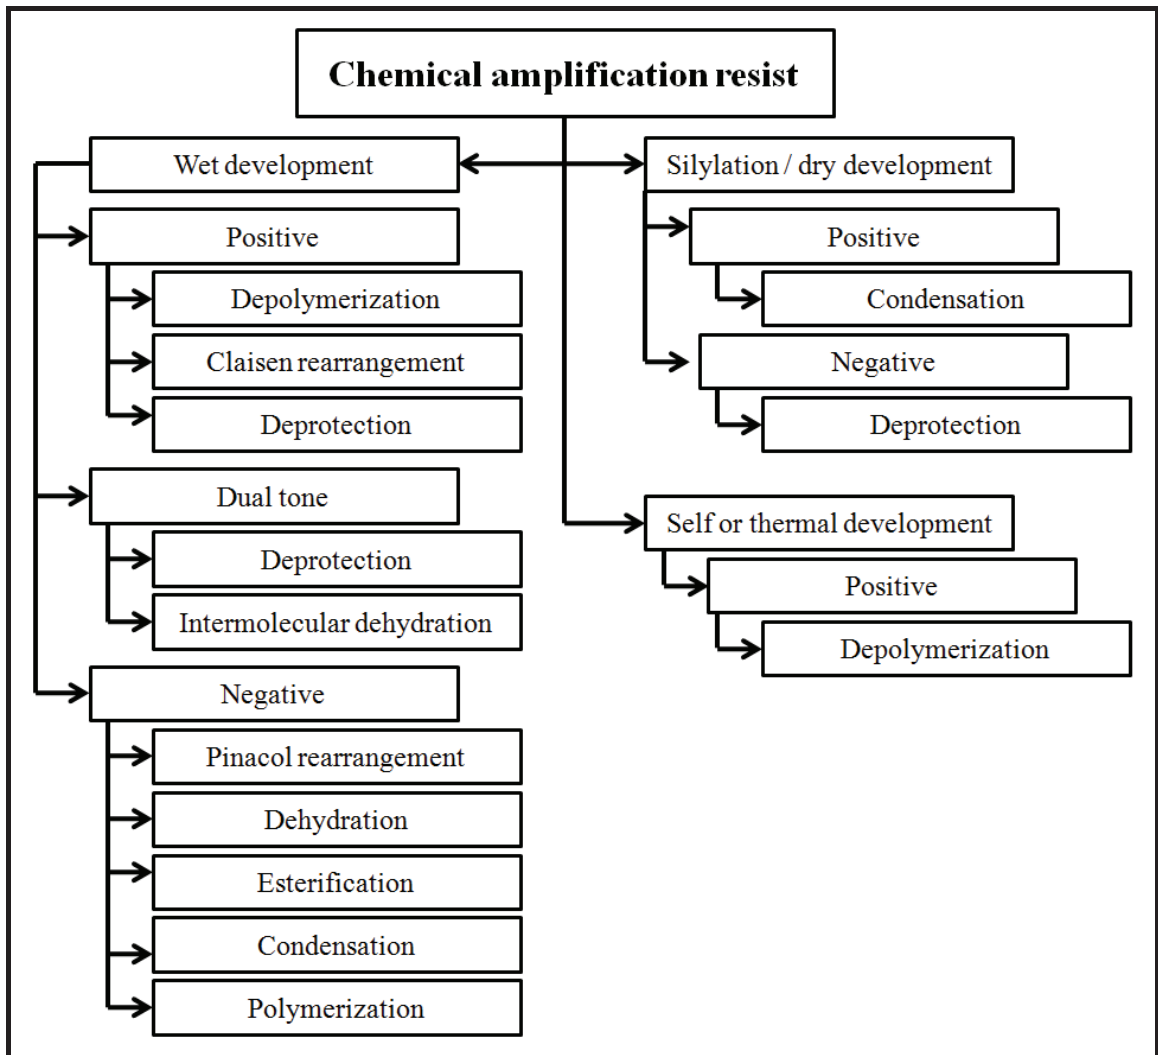 Chemical amplification resist
Wet development
Positive
Depolymerization
Claisen rearrangement
Deprotection
Dual tone
Deprotection
Intermolecular dehydration
Negative
Pinacol rearrangement
Dehydration
Esterification
Condensation
Polymerization
Silylation / dry development
Positive
Condensation
Negative
Deprotection
Self or thermal development
Positive
Depolymerization